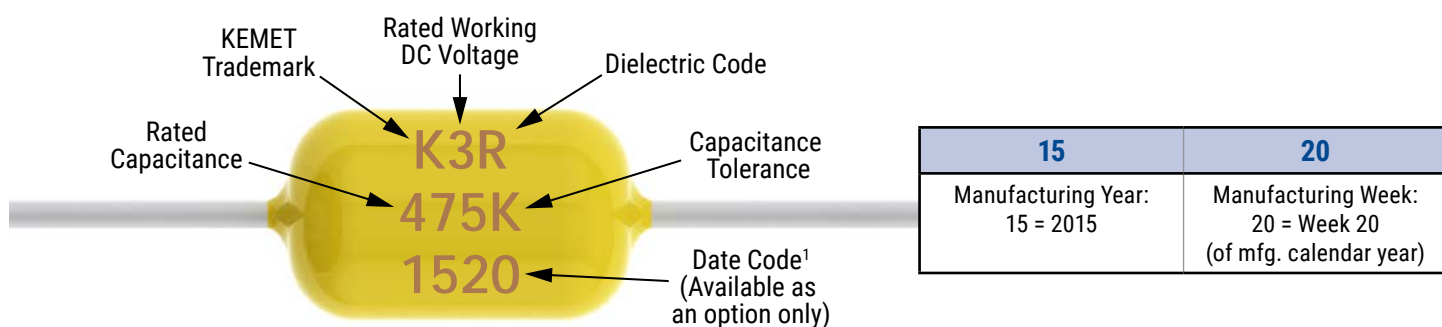 KEMET
Trademark
Rated Working
DC Voltage
Dielectric Code
Rated
Capacitance
Capacitance
Tolerance
K3R
475K
1520
Date Code¹
(Available as
an option only)
15
20
Manufacturing Year:
15 = 2015
Manufacturing Week:
20 = Week 20
(of mfg. calendar year)